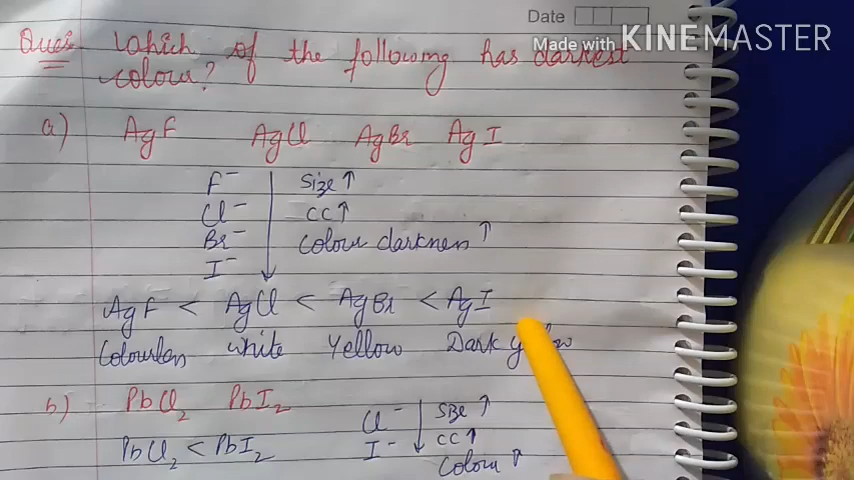 Date
Made with KINEMASTER
Ques: Which of the following has darkest
colour?
a) AgF AgCl AgBr AgI
F⁻ Size ↑
Cl⁻ CC ↑
Br⁻ Colour darkness ↑
I⁻
AgF < AgCl < AgBr < AgI
Colourless White Yellow Dark
b) PbCl₂ PbI₂
Cl⁻ Size ↑
I⁻ CC ↑
PbCl₂ < PbI₂
Colour ↑